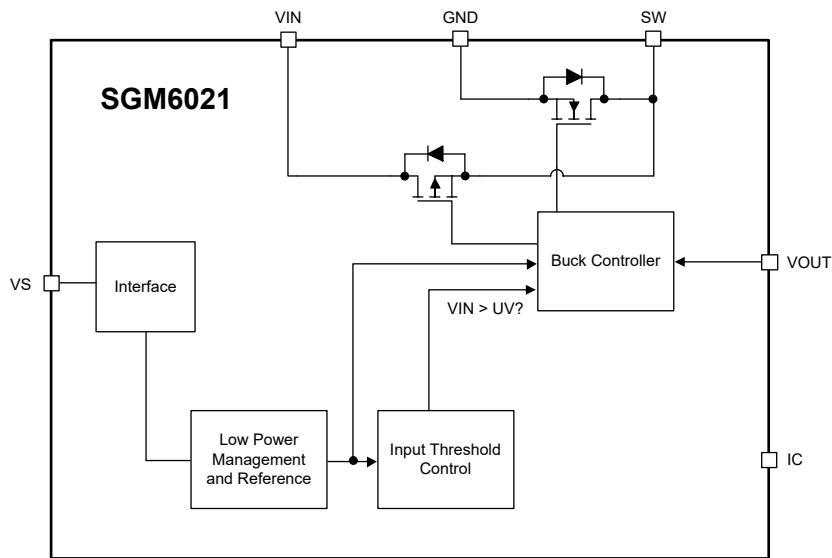 VIN
GND
SW
SGM6021
Buck Controller
VOUT
VS
Interface
VIN > UV?
Low Power
Management
and Reference
Input Threshold
Control
IC